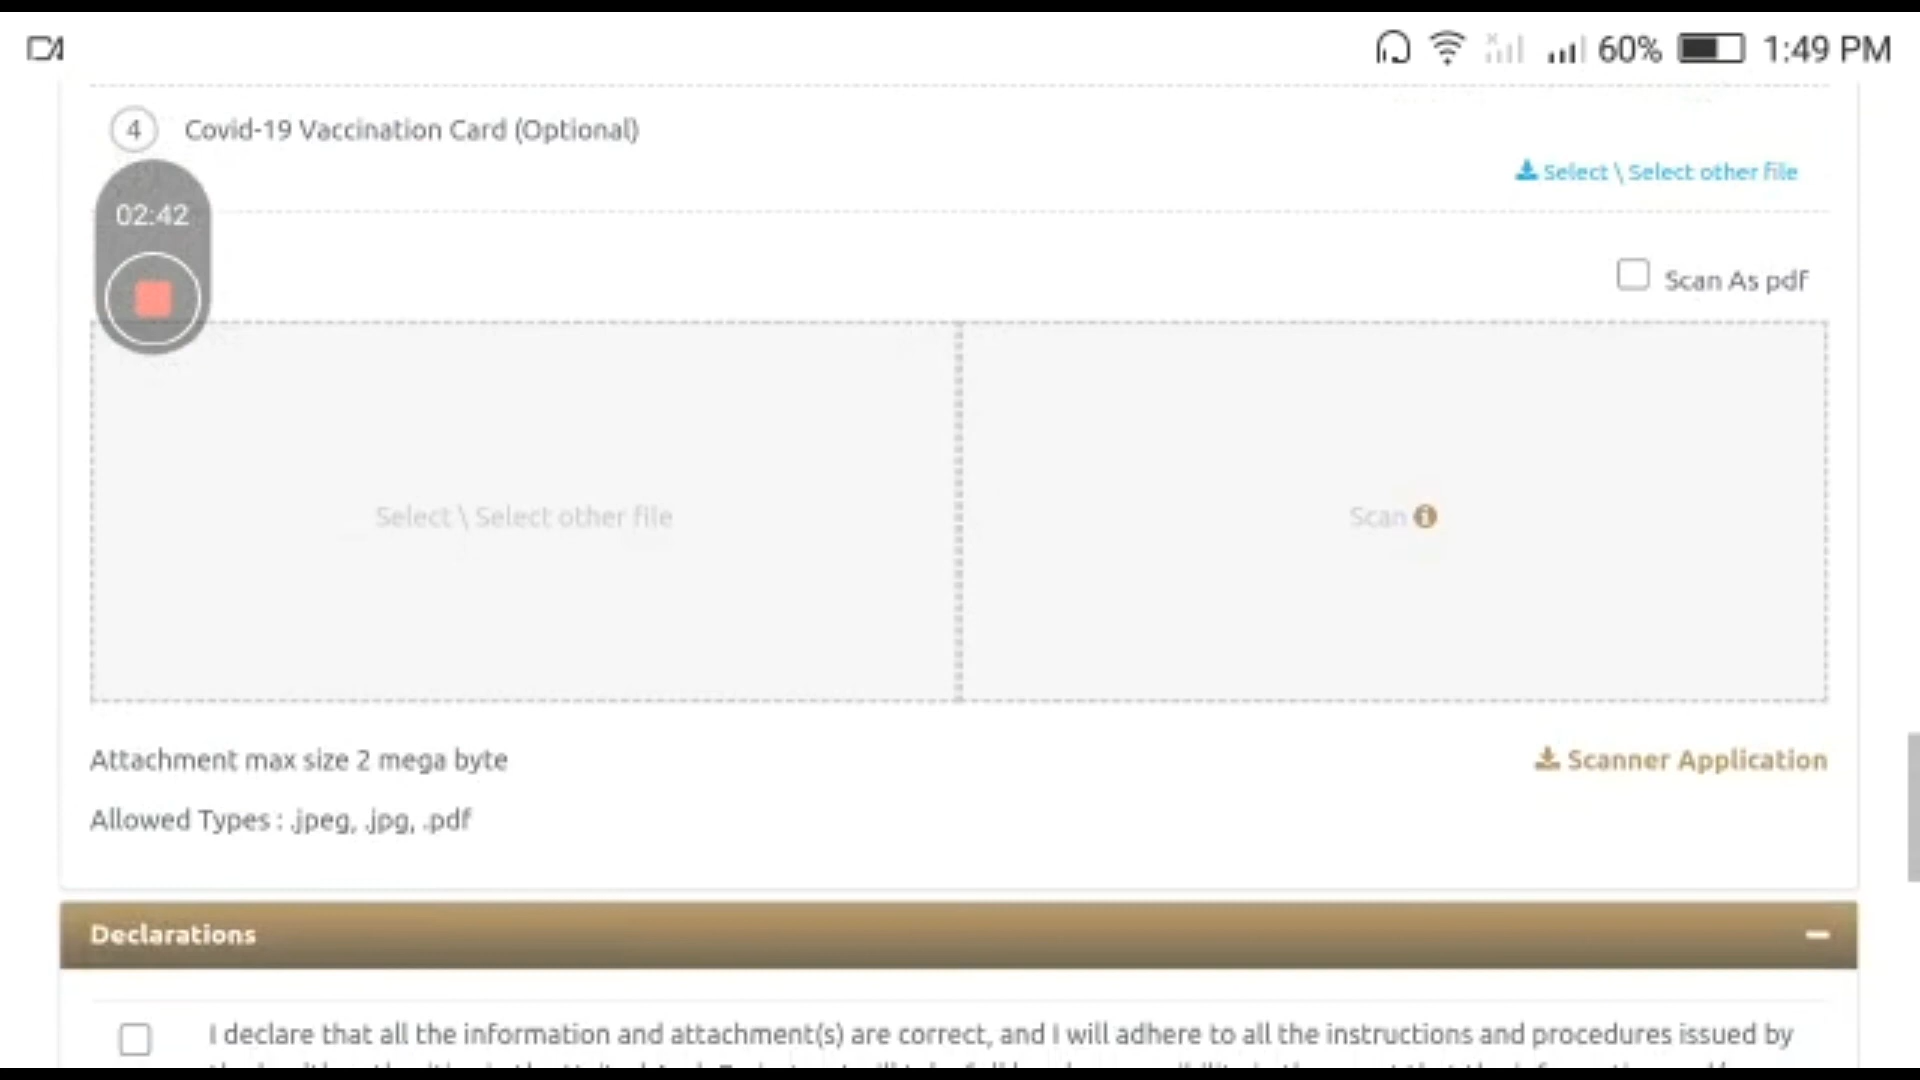 60% 1:49 PM
4 Covid-19 Vaccination Card (Optional)
Select \ Select other file
02:42
Scan As pdf
Select \ Select other file
Scan
Attachment max size 2 mega byte
Scanner Application
Allowed Types : .jpeg, .jpg, .pdf
Declarations
I declare that all the information and attachment(s) are correct, and I will adhere to all the instructions and procedures issued by